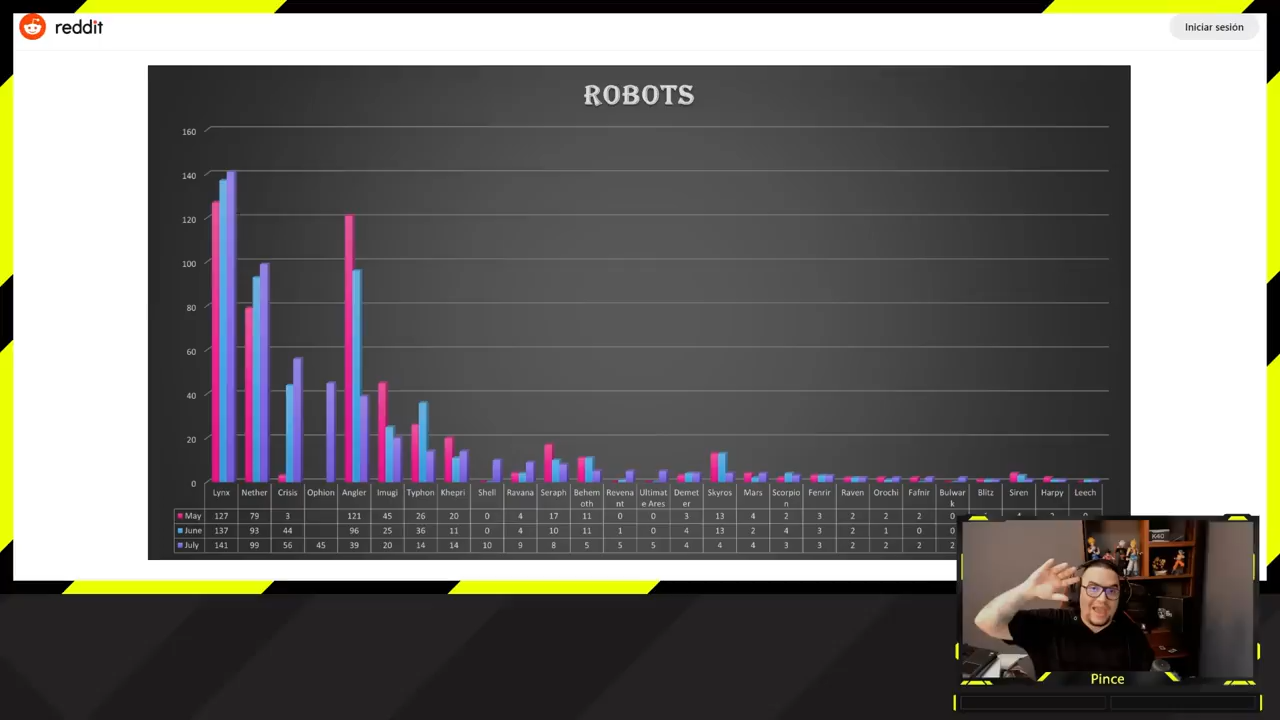 reddit
Iniciar sesión
ROBOTS
160
140
120
100
80
60
40
20
0
Lynx Nether Crisis Ophion Angler Imugi Typhon Khepri Shell Ravana Seraph Behemoth Revenant Ultimate Ares Demeter Skyros Mars Scorpion Fenrir Raven Orochi Fafnir Bulwark Blitz Siren Harpy Leech
May 127 79 3 121 45 26 20 0 4 17 11 0 0 3 13 4 2 3 2 2 2 0
June 137 93 44 96 25 36 11 0 4 10 11 1 0 4 13 2 4 3 2 1 0 0
July 141 99 56 45 39 20 14 14 10 9 8 5 5 5 4 4 4 3 3 2 2 2 2
K40
Pince